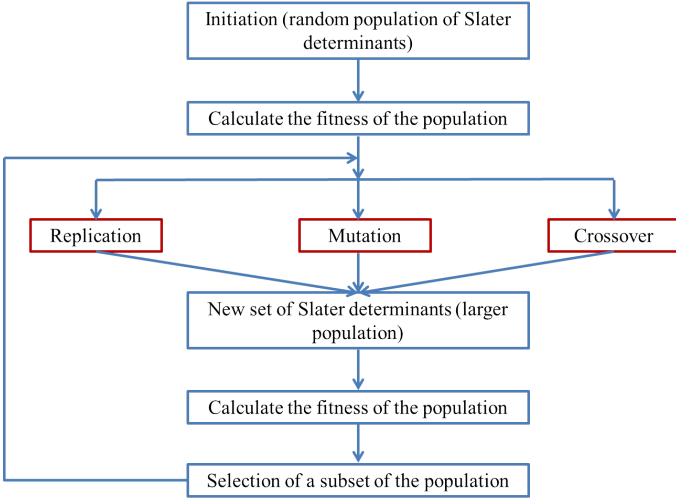 Initiation (random population of Slater
determinants)
Calculate the fitness of the population
Replication
Mutation
Crossover
New set of Slater determinants (larger
population)
Calculate the fitness of the population
Selection of a subset of the population